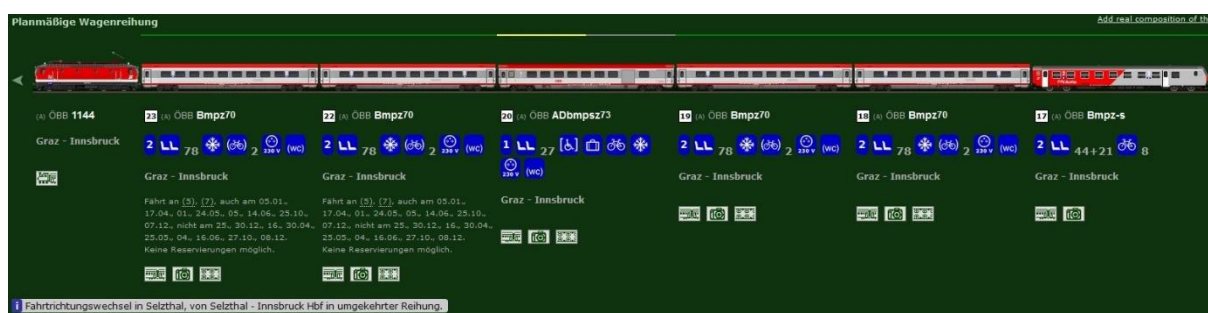 Planmäßige Wagenreihung
Add real composition of th
(A) ÖBB 1144
Graz - Innsbruck
23 (A) ÖBB Bmpz70
2 78 2 230 V (WC)
Graz - Innsbruck
Fährt an (5), (7), auch am 05.01.,
17.04., 01., 24.05., 05., 14.06., 25.10.,
07.12., nicht am 25., 30.12., 16., 30.04.,
25.05., 04., 16.06., 27.10., 08.12.
Keine Reservierungen möglich.
22 (A) ÖBB Bmpz70
2 78 2 230 V (WC)
Graz - Innsbruck
Fährt an (5), (7), auch am 05.01.,
17.04., 01., 24.05., 05., 14.06., 25.10.,
07.12., nicht am 25., 30.12., 16., 30.04.,
25.05., 04., 16.06., 27.10., 08.12.
Keine Reservierungen möglich.
20 (A) ÖBB ADbmpsz73
1 27
230 V (WC)
Graz - Innsbruck
19 (A) ÖBB Bmpz70
2 78 2 230 V (WC)
Graz - Innsbruck
18 (A) ÖBB Bmpz70
2 78 2 230 V (WC)
Graz - Innsbruck
17 (A) ÖBB Bmpz-s
2 44+21 8
Graz - Innsbruck
i Fahrtrichtungswechsel in Selzthal, von Selzthal - Innsbruck Hbf in umgekehrter Reihung.